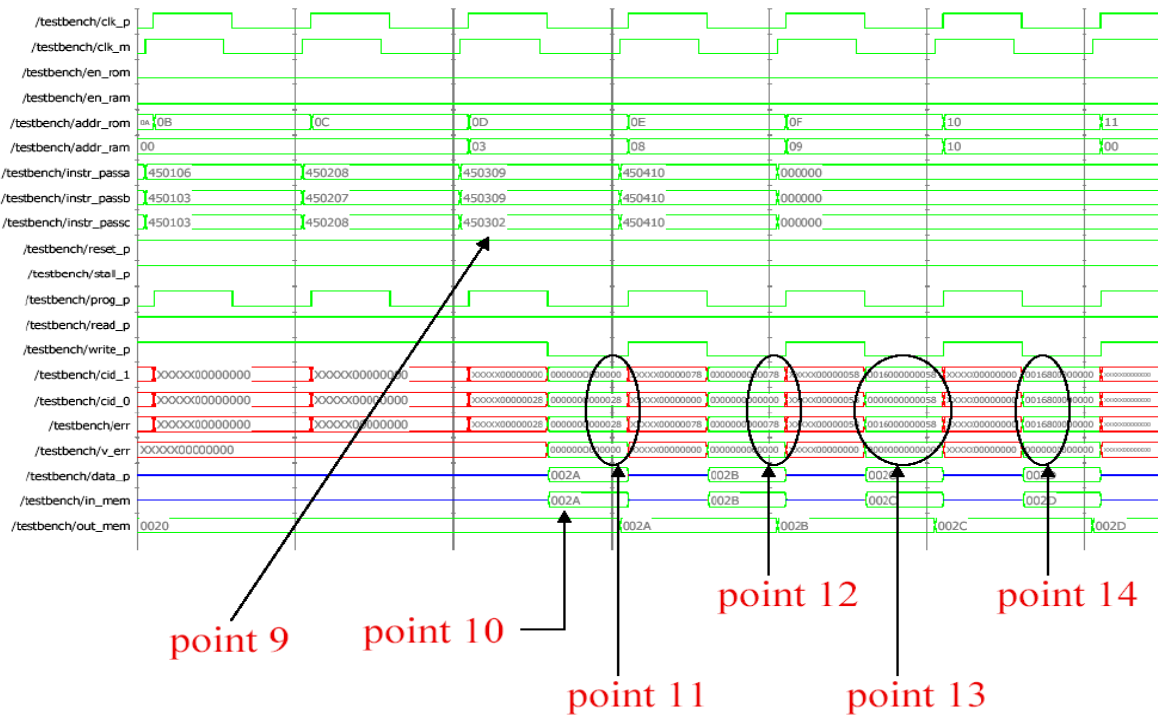 /testbench/clk_p
/testbench/clk_m
/testbench/en_rom
/testbench/en_ram
/testbench/addr_rom 0A 0B 0C 0D 0E 0F 10 11
/testbench/addr_ram 00 03 08 09 10 00
/testbench/instr_passa 450106 450208 450309 450410 000000
/testbench/instr_passb 450103 450207 450309 450410 000000
/testbench/instr_passc 450103 450208 450302 450410 000000
/testbench/reset_p
/testbench/stall_p
/testbench/prog_p
/testbench/read_p
/testbench/write_p
/testbench/cid_1 XXXXX00000000 XXXXX00000000 XXXXX00000000
/testbench/cid_0 XXXXX00000000 XXXXX00000000 XXXXX00000028
/testbench/err XXXXX00000000 XXXXX00000000 XXXXX00000028
/testbench/v_err XXXXX00000000
/testbench/data_p 002A 002B
/testbench/in_mem 002A 002B 002C 002D
/testbench/out_mem 0020 002A 002B 002C 002D
point 9
point 10
point 11
point 12
point 13
point 14